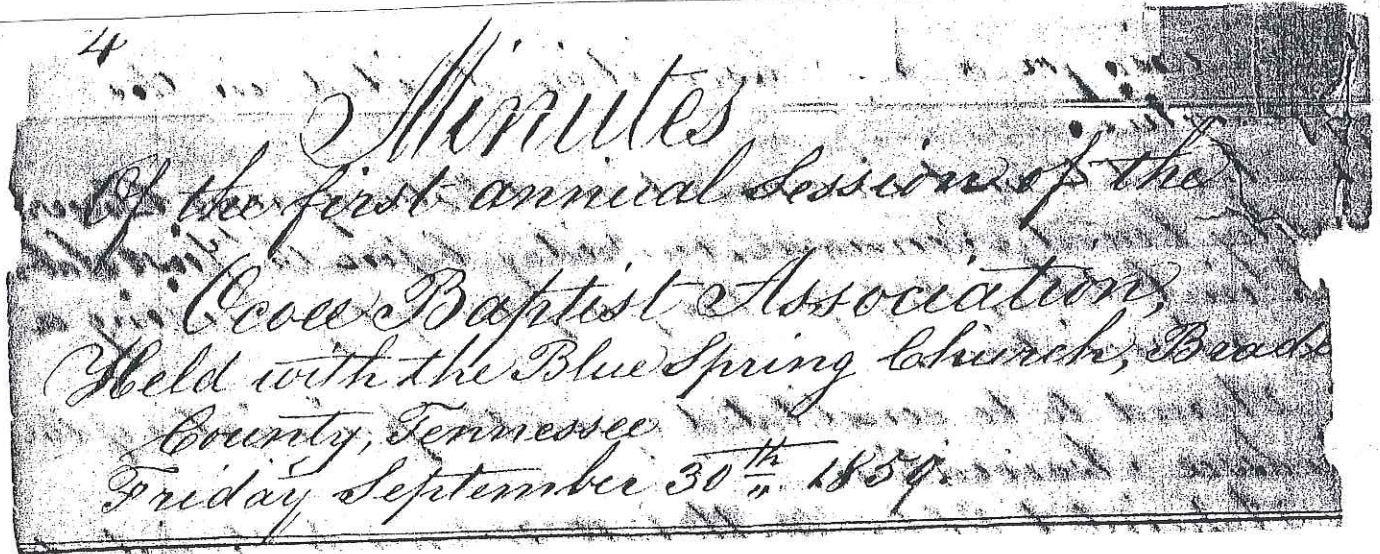 4
Minutes
Of the first annual Session of the
Ocoee Baptist Association,
Held with the Blue Spring Church, Brad
County, Tennessee
Friday September 30th 1859.